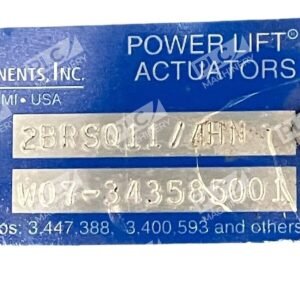 POWER LIFT©
NENTS, INC.
ACTUATORS
MI • USA
2BRSQ11/4HN
W07-343585001
os: 3,447,388, 3,400,593 and others